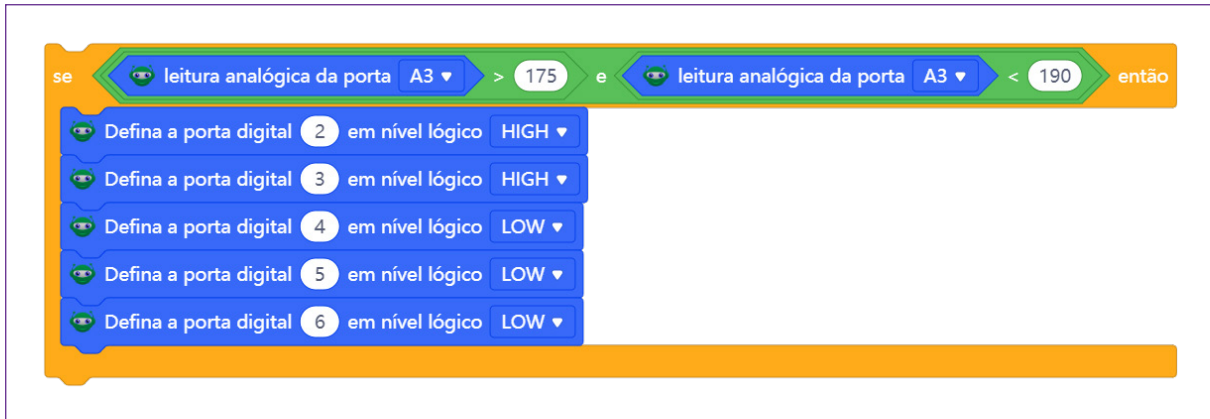 se leitura analógica da porta A3 > 175 e leitura analógica da porta A3 < 190 então
Defina a porta digital 2 em nível lógico HIGH
Defina a porta digital 3 em nível lógico HIGH
Defina a porta digital 4 em nível lógico LOW
Defina a porta digital 5 em nível lógico LOW
Defina a porta digital 6 em nível lógico LOW